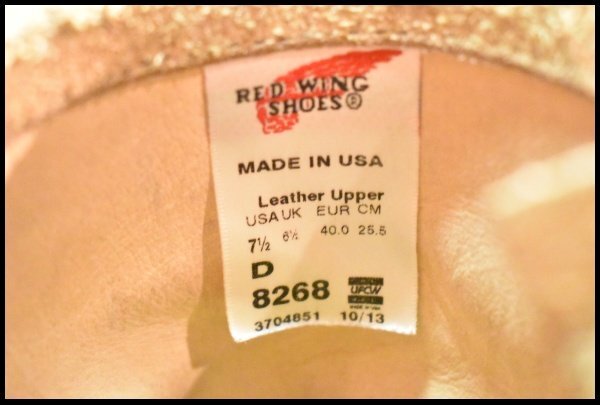 RED WING
SHOES®
MADE IN USA
Leather Upper
USA UK EUR CM
7½ 6½ 40.0 25.5
D
8268
UFCW
3704851 10/13